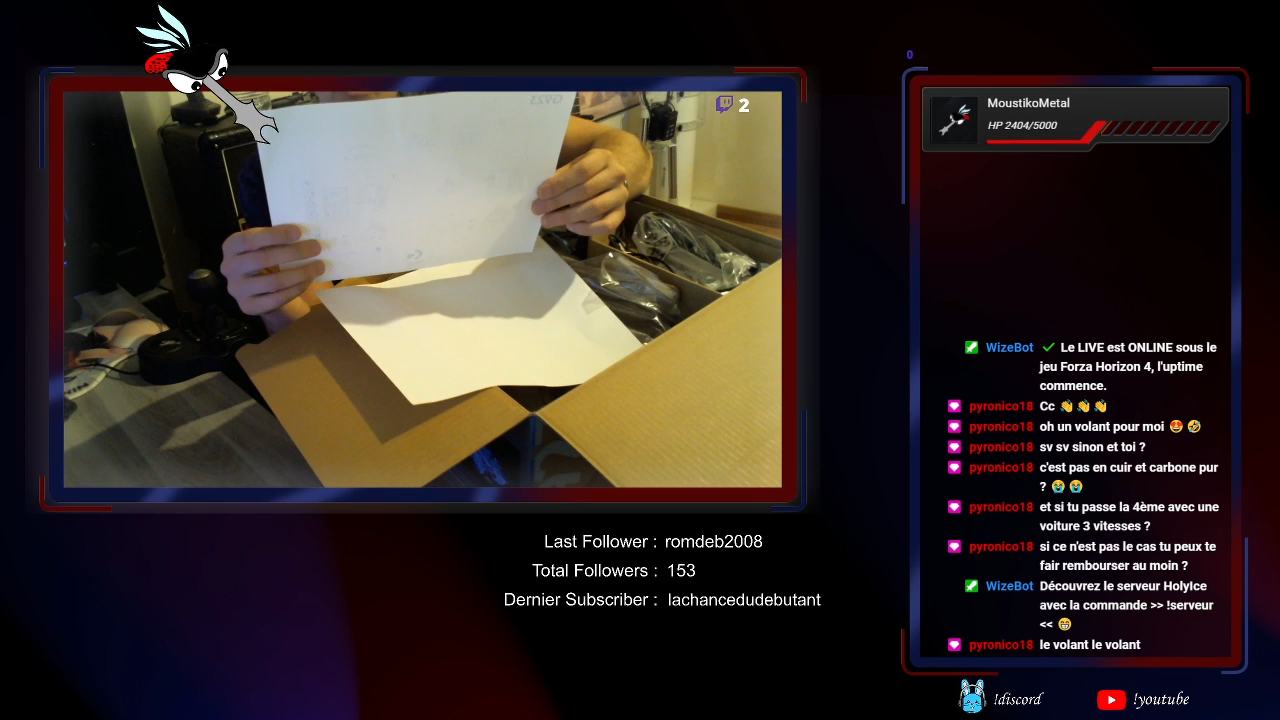 0
2
MoustikoMetal
HP 2404/5000
WizeBot ✓ Le LIVE est ONLINE sous le
jeu Forza Horizon 4, l'uptime
commence.
pyronico18 Cc 👏 👏 👏
pyronico18 oh un volant pour moi 😍 🤣
pyronico18 sv sv sinon et toi ?
pyronico18 c'est pas en cuir et carbone pur
? 😭 😭
pyronico18 et si tu passe la 4ème avec une
voiture 3 vitesses ?
pyronico18 si ce n'est pas le cas tu peux te
fair rembourser au moin ?
WizeBot Découvrez le serveur HolyIce
avec la commande >> !serveur
<< 😁
pyronico18 le volant le volant
Last Follower : romdeb2008
Total Followers : 153
Dernier Subscriber : lachancedudebutant
!discord
!youtube